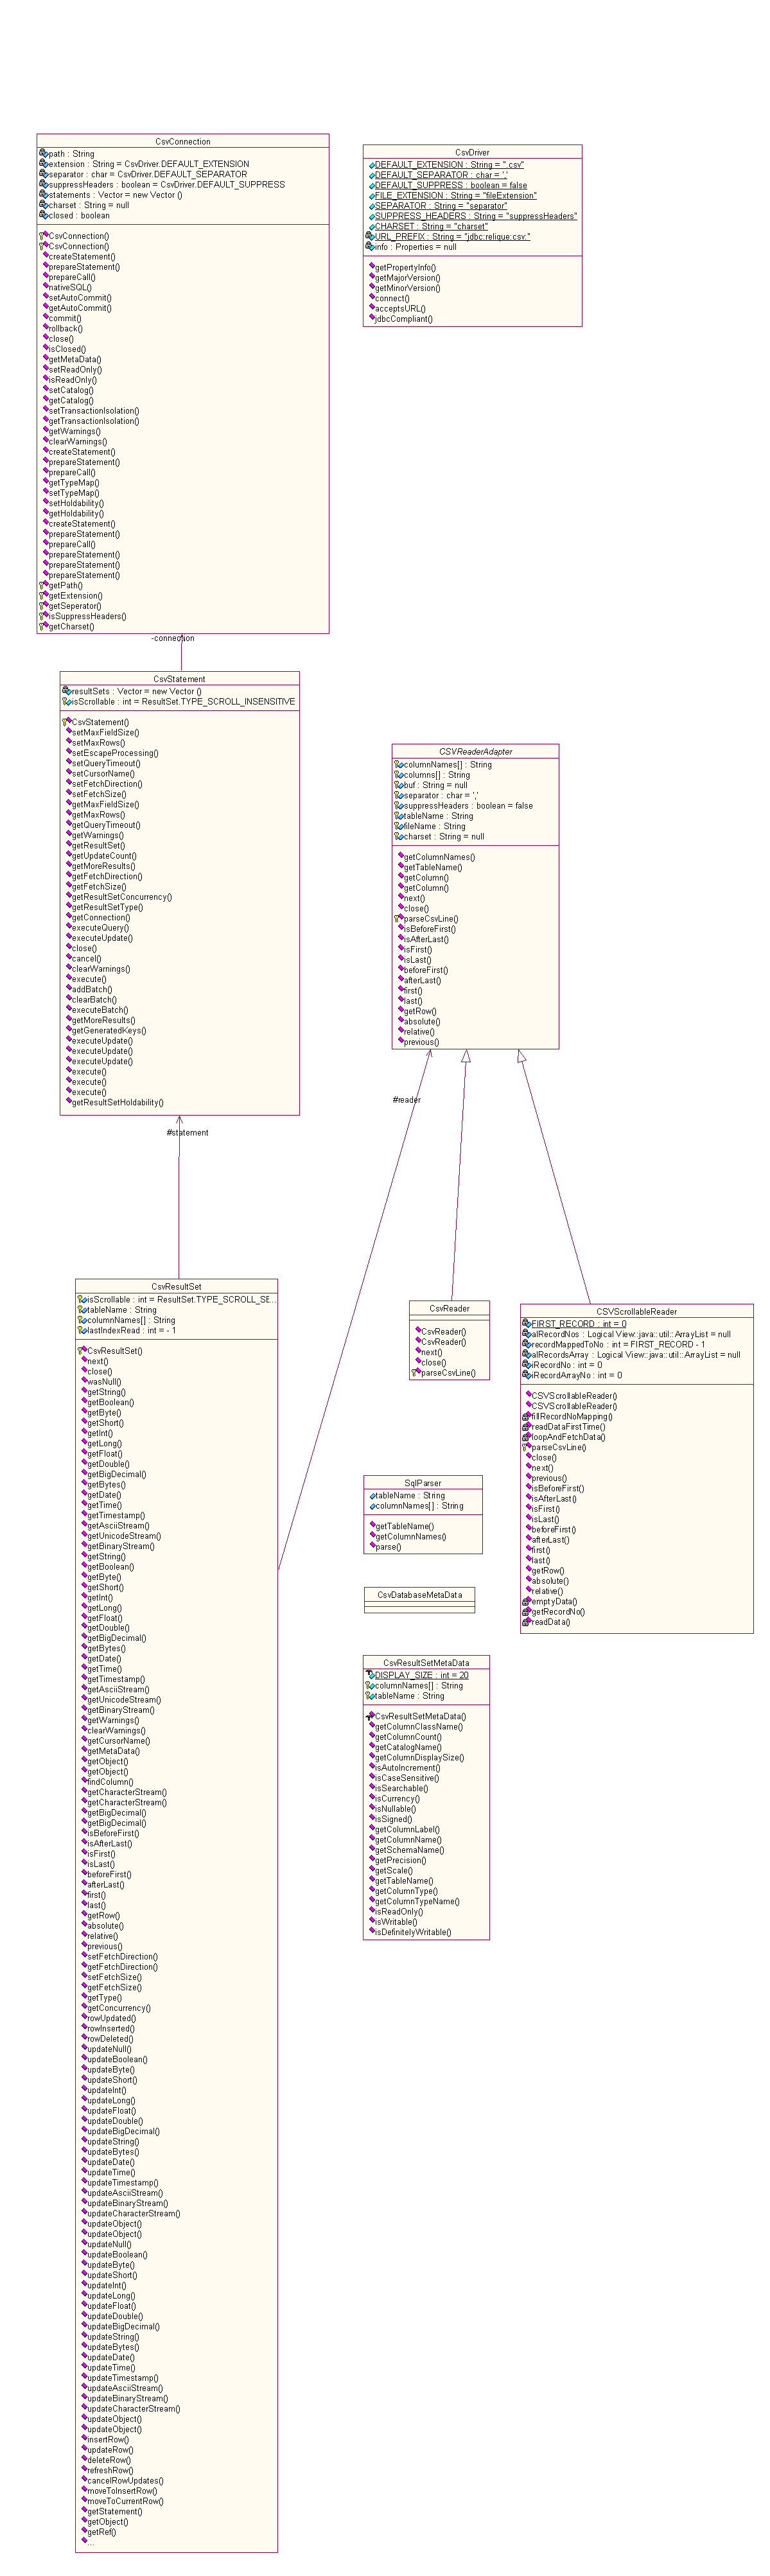 CsvConnection
path : String
extension : String = CsvDriver.DEFAULT_EXTENSION
separator : char = CsvDriver.DEFAULT_SEPARATOR
suppressHeaders : boolean = CsvDriver.DEFAULT_SUPPRESS
statements : Vector = new Vector ()
charset : String = null
closed : boolean
CsvConnection()
CsvConnection()
createStatement()
prepareStatement()
prepareCall()
nativeSQL()
setAutoCommit()
getAutoCommit()
commit()
rollback()
close()
isClosed()
getMetaData()
setReadOnly()
isReadOnly()
setCatalog()
getCatalog()
setTransactionIsolation()
getTransactionIsolation()
getWarnings()
clearWarnings()
createStatement()
prepareStatement()
prepareCall()
getTypeMap()
setTypeMap()
setHoldability()
getHoldability()
createStatement()
prepareStatement()
prepareCall()
prepareStatement()
prepareStatement()
prepareStatement()
getPath()
getExtension()
getSeperator()
isSuppressHeaders()
getCharset()
CsvDriver
DEFAULT_EXTENSION : String = ".csv"
DEFAULT_SEPARATOR : char = ','
DEFAULT_SUPPRESS : boolean = false
FILE_EXTENSION : String = "fileExtension"
SEPARATOR : String = "separator"
SUPPRESS_HEADERS : String = "suppressHeaders"
CHARSET : String = "charset"
URL_PREFIX : String = "jdbc:relique:csv:"
info : Properties = null
getPropertyInfo()
getMajorVersion()
getMinorVersion()
connect()
acceptsURL()
jdbcCompliant()
-connection
CsvStatement
resultSets : Vector = new Vector ()
isScrollable : int = ResultSet.TYPE_SCROLL_INSENSITIVE
CsvStatement()
setMaxFieldSize()
setMaxRows()
setEscapeProcessing()
setQueryTimeout()
setCursorName()
setFetchDirection()
setFetchSize()
getMaxFieldSize()
getMaxRows()
getQueryTimeout()
getWarnings()
getResultSet()
getUpdateCount()
getMoreResults()
getFetchDirection()
getFetchSize()
getResultSetConcurrency()
getResultSetType()
getConnection()
executeQuery()
executeUpdate()
close()
cancel()
clearWarnings()
execute()
addBatch()
clearBatch()
executeBatch()
getMoreResults()
getGeneratedKeys()
executeUpdate()
executeUpdate()
executeUpdate()
execute()
execute()
execute()
getResultSetHoldability()
CSVReaderAdapter
columnNames[] : String
columns[] : String
buf : String = null
separator : char = ','
suppressHeaders : boolean = false
tableName : String
fileName : String
charset : String = null
getColumnNames()
getTableName()
getColumn()
getColumn()
next()
close()
parseCsvLine()
isBeforeFirst()
isAfterLast()
isFirst()
isLast()
beforeFirst()
afterLast()
first()
last()
getRow()
absolute()
relative()
previous()
#reader
#statement
CsvResultSet
isScrollable : int = ResultSet.TYPE_SCROLL_SE...
tableName : String
columnNames[] : String
lastIndexRead : int = - 1
CsvResultSet()
next()
close()
wasNull()
getString()
getBoolean()
getByte()
getShort()
getInt()
getLong()
getFloat()
getDouble()
getBigDecimal()
getBytes()
getDate()
getTime()
getTimestamp()
getAsciiStream()
getUnicodeStream()
getBinaryStream()
getString()
getBoolean()
getByte()
getShort()
getInt()
getLong()
getFloat()
getDouble()
getBigDecimal()
getBytes()
getDate()
getTime()
getTimestamp()
getAsciiStream()
getUnicodeStream()
getBinaryStream()
getWarnings()
clearWarnings()
getCursorName()
getMetaData()
getObject()
getObject()
findColumn()
getCharacterStream()
getCharacterStream()
getBigDecimal()
getBigDecimal()
isBeforeFirst()
isAfterLast()
isFirst()
isLast()
beforeFirst()
afterLast()
first()
last()
getRow()
absolute()
relative()
previous()
setFetchDirection()
getFetchDirection()
setFetchSize()
getFetchSize()
getType()
getConcurrency()
rowUpdated()
rowInserted()
rowDeleted()
updateNull()
updateBoolean()
updateByte()
updateShort()
updateInt()
updateLong()
updateFloat()
updateDouble()
updateBigDecimal()
updateString()
updateBytes()
updateDate()
updateTime()
updateTimestamp()
updateAsciiStream()
updateBinaryStream()
updateCharacterStream()
updateObject()
updateObject()
updateNull()
updateBoolean()
updateByte()
updateShort()
updateInt()
updateLong()
updateFloat()
updateDouble()
updateBigDecimal()
updateString()
updateBytes()
updateDate()
updateTime()
updateTimestamp()
updateAsciiStream()
updateBinaryStream()
updateCharacterStream()
updateObject()
updateObject()
insertRow()
updateRow()
deleteRow()
refreshRow()
cancelRowUpdates()
moveToInsertRow()
moveToCurrentRow()
getStatement()
getObject()
getRef()
...
CsvReader
CsvReader()
CsvReader()
next()
close()
parseCsvLine()
CSVScrollableReader
FIRST_RECORD : int = 0
alRecordNos : Logical View::java::util::ArrayList = null
recordMappedToNo : int = FIRST_RECORD - 1
alRecordsArray : Logical View::java::util::ArrayList = null
iRecordNo : int = 0
iRecordArrayNo : int = 0
CSVScrollableReader()
CSVScrollableReader()
fillRecordNoMapping()
readDataFirstTime()
loopAndFetchData()
parseCsvLine()
close()
next()
previous()
isBeforeFirst()
isAfterLast()
isFirst()
isLast()
beforeFirst()
afterLast()
first()
last()
getRow()
absolute()
relative()
emptyData()
getRecordNo()
readData()
SqlParser
tableName : String
columnNames[] : String
getTableName()
getColumnNames()
parse()
CsvDatabaseMetaData
CsvResultSetMetaData
DISPLAY_SIZE : int = 20
columnNames[] : String
tableName : String
CsvResultSetMetaData()
getColumnClassName()
getColumnCount()
getCatalogName()
getColumnDisplaySize()
isAutoIncrement()
isCaseSensitive()
isSearchable()
isCurrency()
isNullable()
isSigned()
getColumnLabel()
getColumnName()
getSchemaName()
getPrecision()
getScale()
getTableName()
getColumnType()
getColumnTypeName()
isReadOnly()
isWritable()
isDefinitelyWritable()